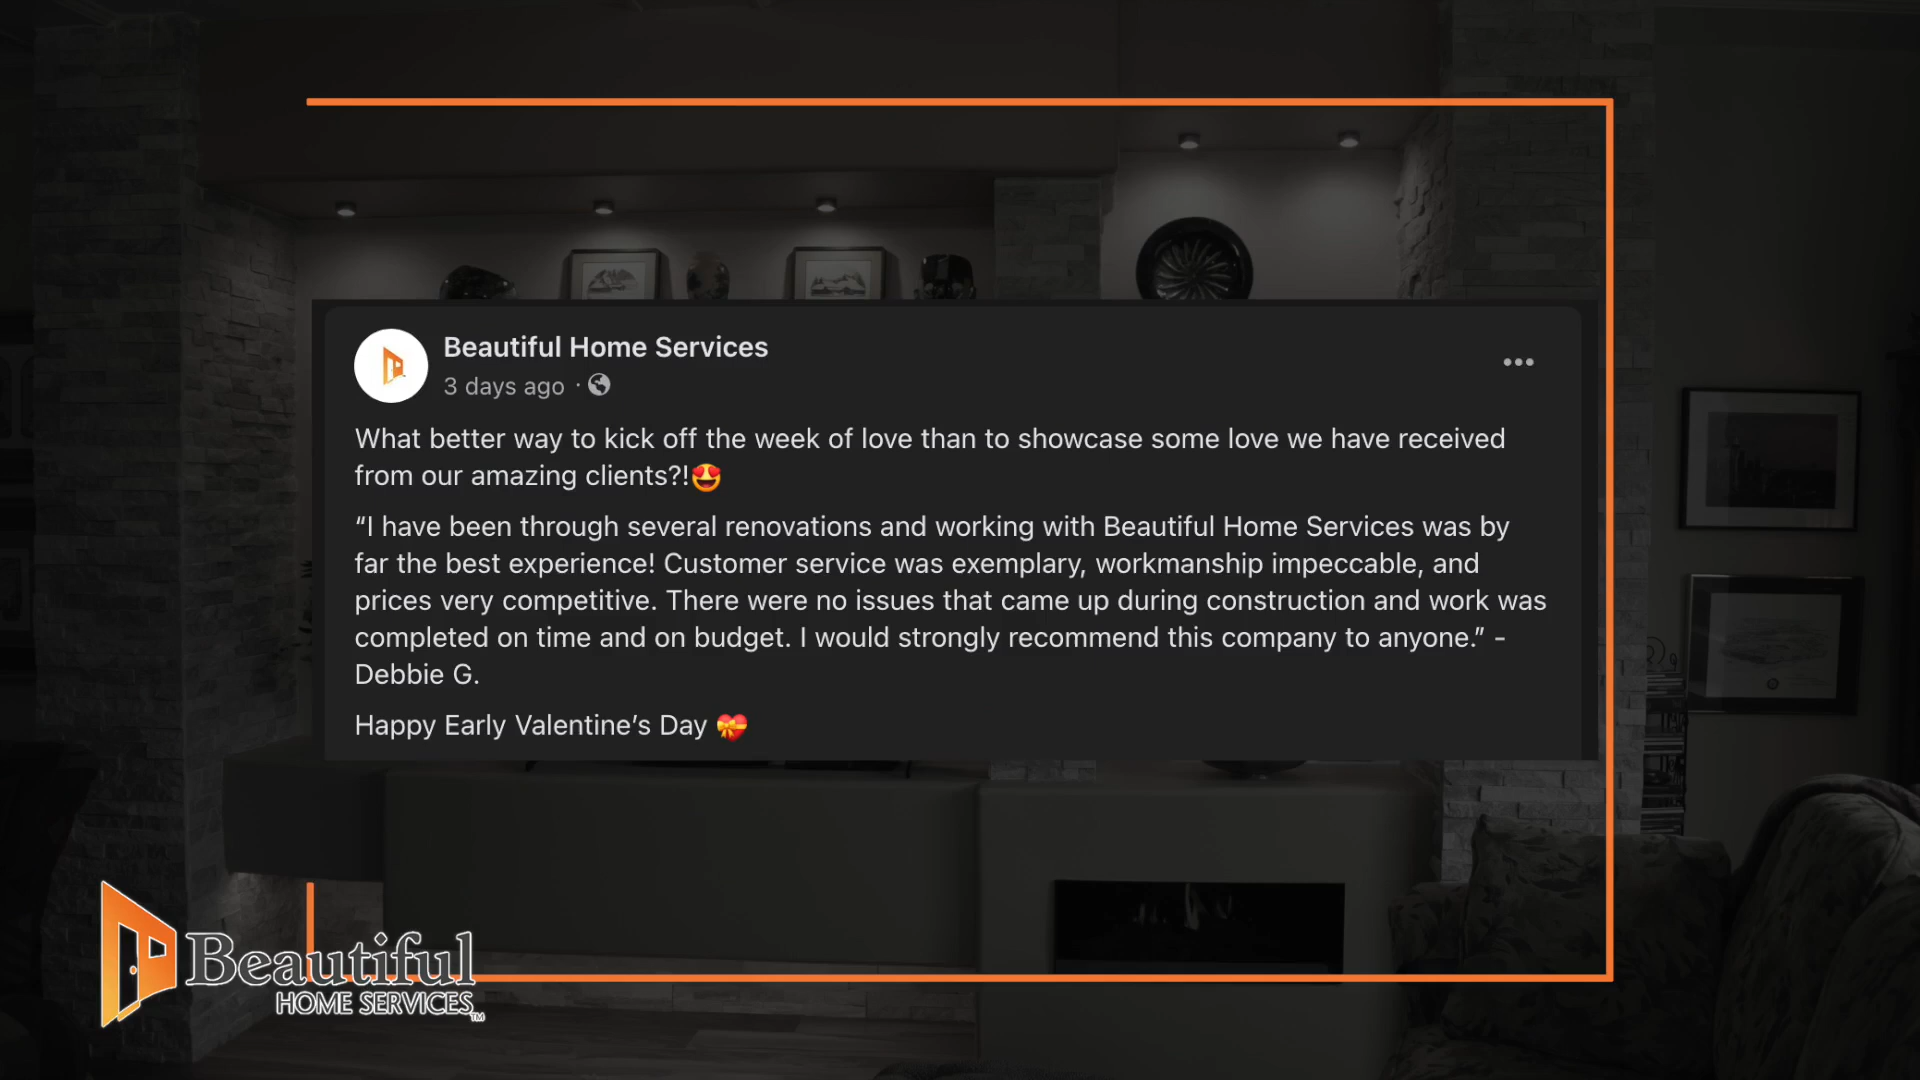 Beautiful Home Services
3 days ago ·
What better way to kick off the week of love than to showcase some love we have received
from our amazing clients?!😍
“I have been through several renovations and working with Beautiful Home Services was by
far the best experience! Customer service was exemplary, workmanship impeccable, and
prices very competitive. There were no issues that came up during construction and work was
completed on time and on budget. I would strongly recommend this company to anyone.” -
Debbie G.
Happy Early Valentine’s Day 💝
Beautiful
HOME SERVICES™